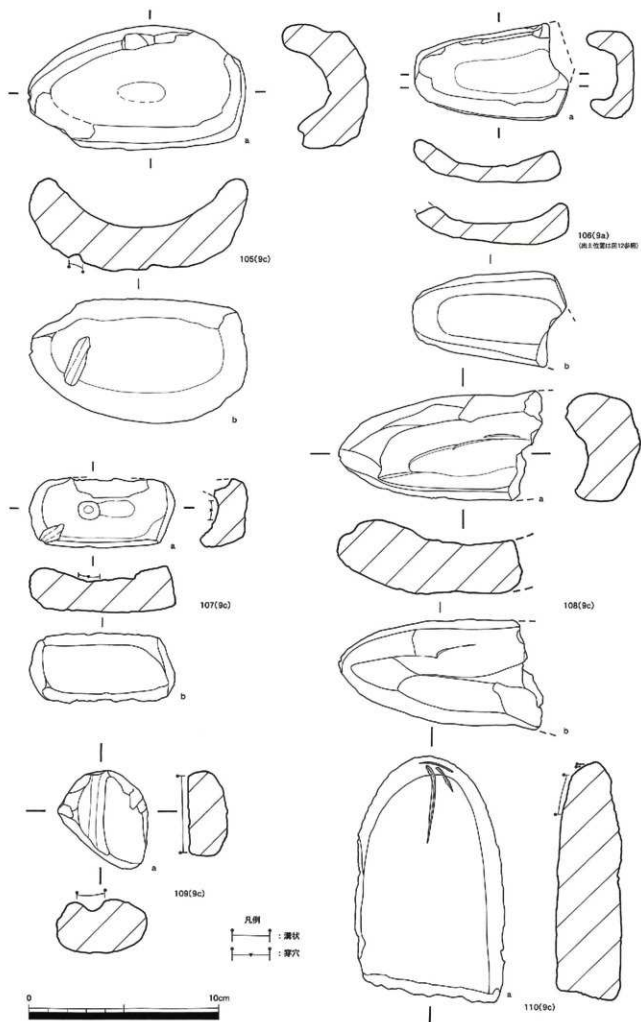 a
105(9c)
b
a
106(9a)
(出土位置は図12参照)
b
a
107(9c)
b
a
108(9c)
b
a
109(9c)
凡例
：溝状
：穿穴
0 10cm
a
110(9c)